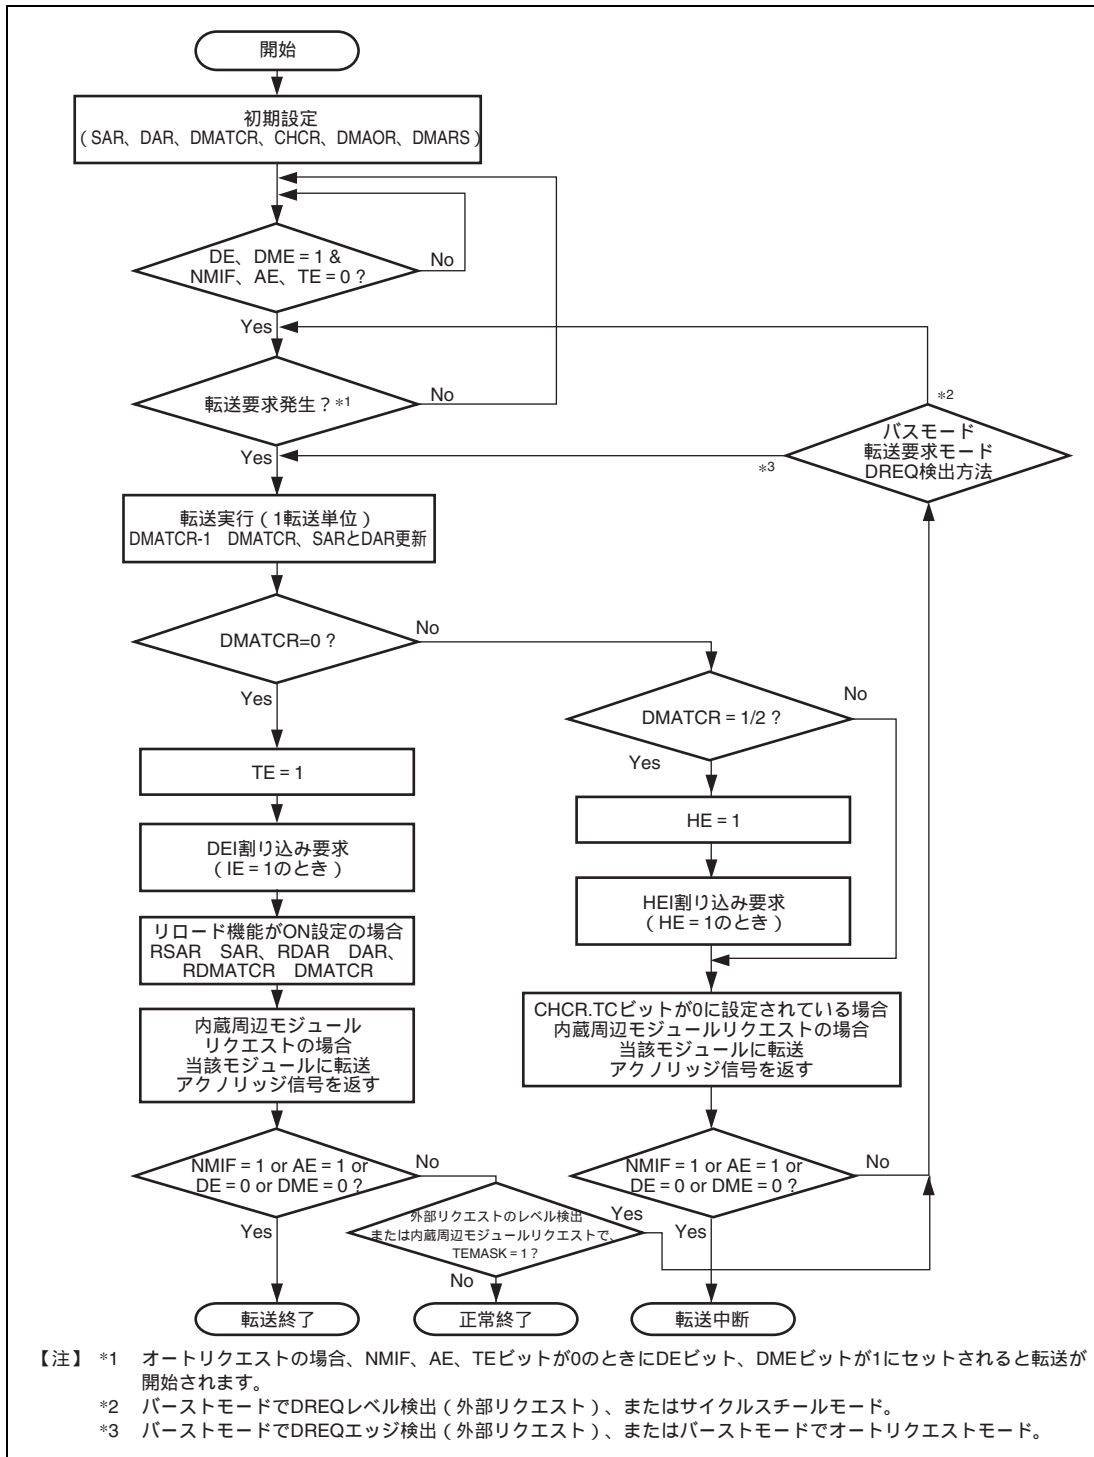 開始
初期設定
（SAR、DAR、DMATCR、CHCR、DMAOR、DMARS）
DE、DME = 1 &
NMIF、AE、TE = 0？
No
Yes
転送要求発生？*1
No
Yes
*2
バスモード
転送要求モード
DREQ検出方法
*3
転送実行（1転送単位）
DMATCR-1　DMATCR、SARとDAR更新
DMATCR=0？
No
Yes
DMATCR = 1/2？
No
Yes
TE = 1
HE = 1
DEI割り込み要求
（IE = 1のとき）
HEI割り込み要求
（HE = 1のとき）
リロード機能がON設定の場合
RSAR　SAR、RDAR　DAR、
RDMATCR　DMATCR
CHCR.TCビットが0に設定されている場合
内蔵周辺モジュールリクエストの場合
当該モジュールに転送
アクノリッジ信号を返す
内蔵周辺モジュール
リクエストの場合
当該モジュールに転送
アクノリッジ信号を返す
NMIF = 1 or AE = 1 or
DE = 0 or DME = 0？
No
Yes
外部リクエストのレベル検出
または内蔵周辺モジュールリクエストで、
TEMASK = 1？
Yes
No
NMIF = 1 or AE = 1 or
DE = 0 or DME = 0？
No
Yes
転送終了
正常終了
転送中断
【注】 *1　オートリクエストの場合、NMIF、AE、TEビットが0のときにDEビット、DMEビットが1にセットされると転送が
開始されます。
*2　バーストモードでDREQレベル検出（外部リクエスト）、またはサイクルスチールモード。
*3　バーストモードでDREQエッジ検出（外部リクエスト）、またはバーストモードでオートリクエストモード。